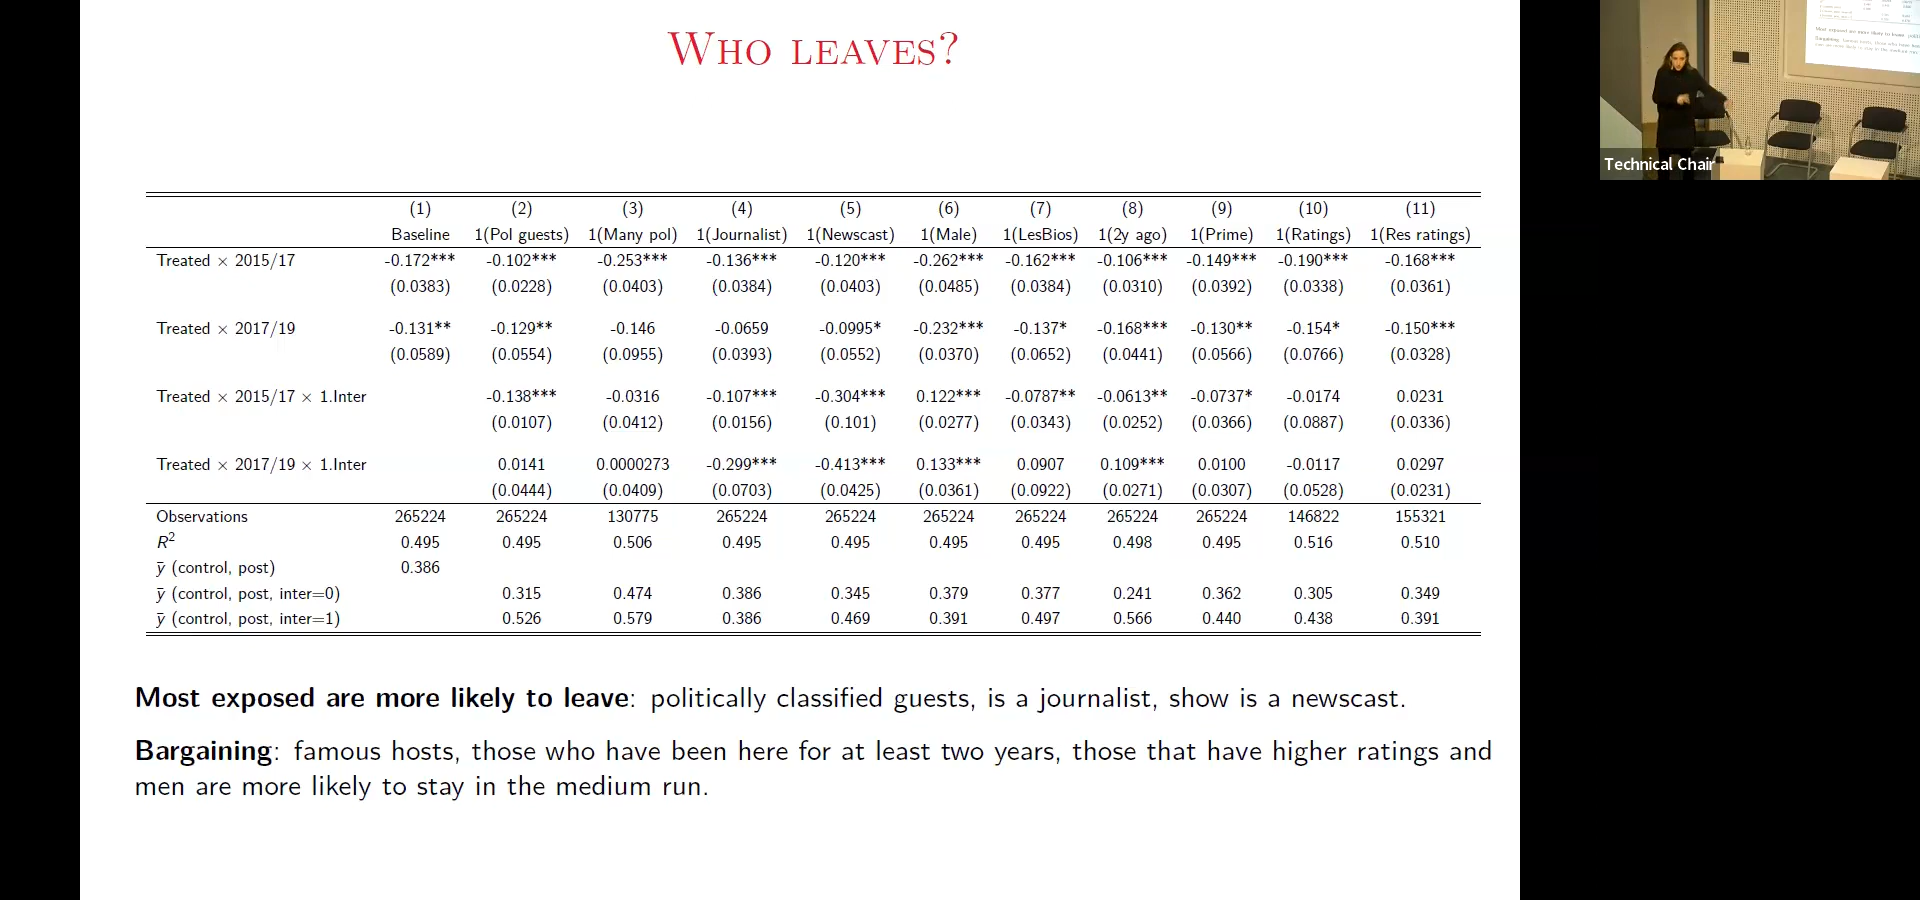 WHO LEAVES?
(1) (2) (3) (4) (5) (6) (7) (8) (9) (10) (11)
Baseline 1(Pol guests) 1(Many pol) 1(Journalist) 1(Newscast) 1(Male) 1(LesBios) 1(2y ago) 1(Prime) 1(Ratings) 1(Res ratings)
Treated × 2015/17 -0.172*** -0.102*** -0.253*** -0.136*** -0.120*** -0.262*** -0.162*** -0.106*** -0.149*** -0.190*** -0.168***
(0.0383) (0.0228) (0.0403) (0.0384) (0.0403) (0.0485) (0.0384) (0.0310) (0.0392) (0.0338) (0.0361)
Treated × 2017/19 -0.131** -0.129** -0.146 -0.0659 -0.0995* -0.232*** -0.137* -0.168*** -0.130** -0.154* -0.150***
(0.0589) (0.0554) (0.0955) (0.0393) (0.0552) (0.0370) (0.0652) (0.0441) (0.0566) (0.0766) (0.0328)
Treated × 2015/17 × 1.Inter -0.138*** -0.0316 -0.107*** -0.304*** 0.122*** -0.0787** -0.0613** -0.0737* -0.0174 0.0231
(0.0107) (0.0412) (0.0156) (0.101) (0.0277) (0.0343) (0.0252) (0.0366) (0.0887) (0.0336)
Treated × 2017/19 × 1.Inter 0.0141 0.0000273 -0.299*** -0.413*** 0.133*** 0.0907 0.109*** 0.0100 -0.0117 0.0297
(0.0444) (0.0409) (0.0703) (0.0425) (0.0361) (0.0922) (0.0271) (0.0307) (0.0528) (0.0231)
Observations 265224 265224 130775 265224 265224 265224 265224 265224 265224 146822 155321
R² 0.495 0.495 0.506 0.495 0.495 0.495 0.495 0.498 0.495 0.516 0.510
ȳ (control, post) 0.386
ȳ (control, post, inter=0) 0.315 0.474 0.386 0.345 0.379 0.377 0.241 0.362 0.305 0.349
ȳ (control, post, inter=1) 0.526 0.579 0.386 0.469 0.391 0.497 0.566 0.440 0.438 0.391
Most exposed are more likely to leave: politically classified guests, is a journalist, show is a newscast.
Bargaining: famous hosts, those who have been here for at least two years, those that have higher ratings and
men are more likely to stay in the medium run.
Technical Chair